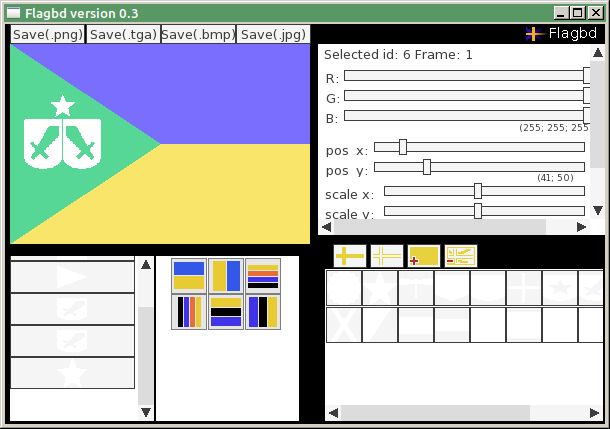 Flagbd version 0.3
Save(.png) Save(.tga) Save(.bmp) Save(.jpg)
Flagbd
Selected id: 6 Frame: 1
R:
G:
B:
(255; 255; 255
pos x:
pos y:
(41; 50)
scale x:
scale y: